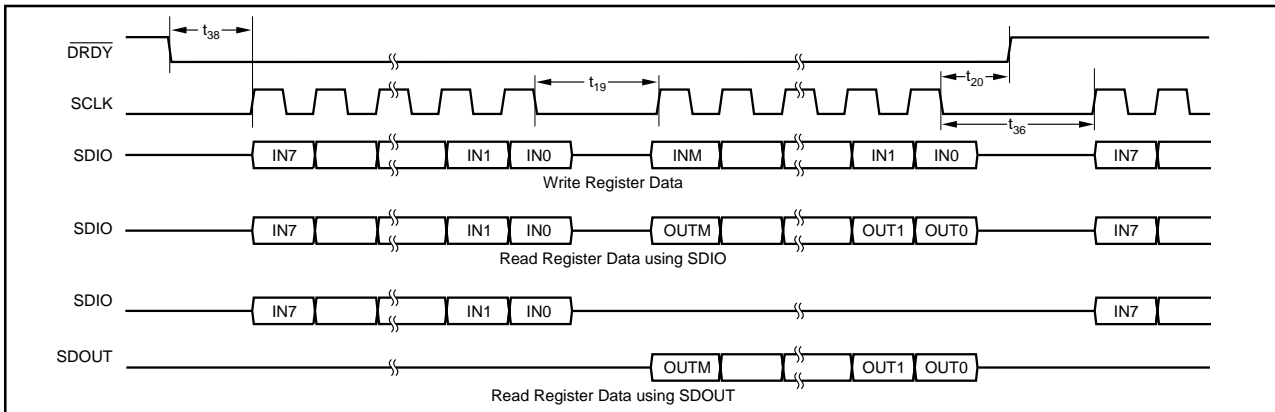 t38
DRDY
t19
t20
SCLK
t36
SDIO IN7 IN1 IN0 INM IN1 IN0 IN7
Write Register Data
SDIO IN7 IN1 IN0 OUTM OUT1 OUT0 IN7
Read Register Data using SDIO
SDIO IN7 IN1 IN0 IN7
SDOUT OUTM OUT1 OUT0
Read Register Data using SDOUT